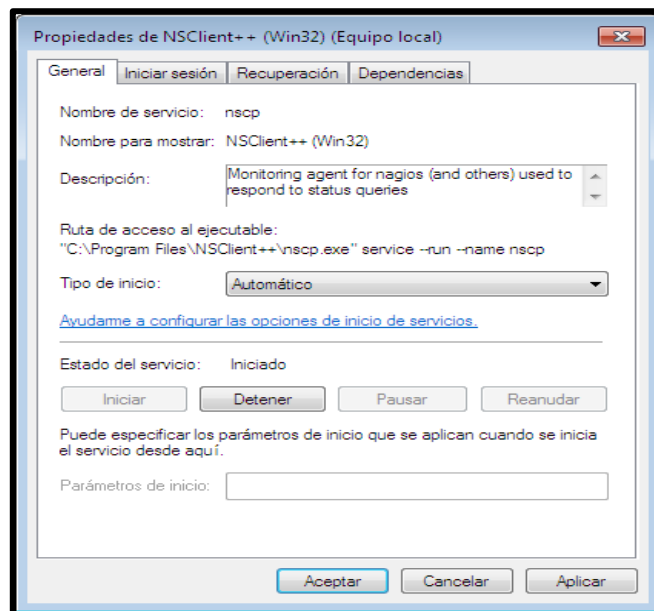 Propiedades de NSClient++ (Win32) (Equipo local)
General
Iniciar sesión
Recuperación
Dependencias
Nombre de servicio: nscp
Nombre para mostrar: NSClient++ (Win32)
Descripción: Monitoring agent for nagios (and others) used to
respond to status queries
Ruta de acceso al ejecutable:
"C:\Program Files\NSClient++\nscp.exe" service --run --name nscp
Tipo de inicio: Automático
Ayudarme a configurar las opciones de inicio de servicios.
Estado del servicio: Iniciado
Iniciar
Detener
Pausar
Reanudar
Puede especificar los parámetros de inicio que se aplican cuando se inicia
el servicio desde aquí.
Parámetros de inicio:
Aceptar
Cancelar
Aplicar